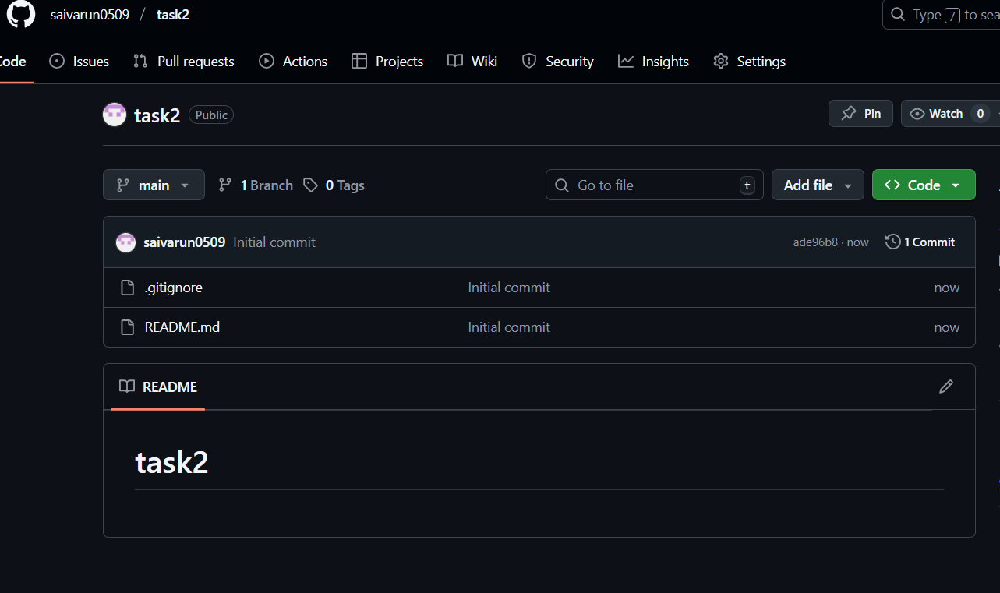 saivarun0509 / task2
Type / to sea
Code Issues Pull requests Actions Projects Wiki Security Insights Settings
task2 Public
Pin Watch 0
main 1 Branch 0 Tags
Go to file t
Add file Code
saivarun0509 Initial commit ade96b8 · now 1 Commit
.gitignore Initial commit now
README.md Initial commit now
README
task2